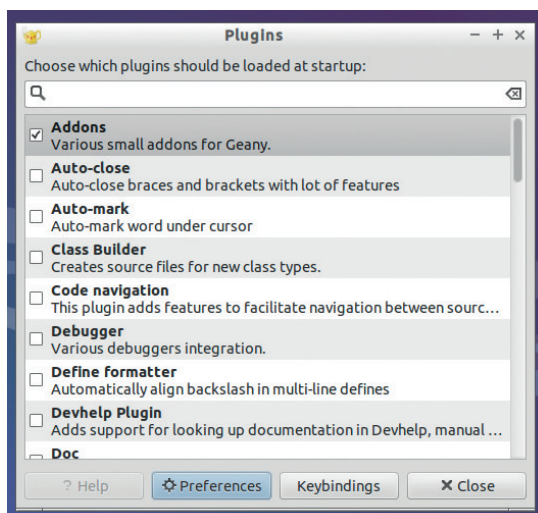 Plugins
Choose which plugins should be loaded at startup:
Addons
Various small addons for Geany.
Auto-close
Auto-close braces and brackets with lot of features
Auto-mark
Auto-mark word under cursor
Class Builder
Creates source files for new class types.
Code navigation
This plugin adds features to facilitate navigation between sourc...
Debugger
Various debuggers integration.
Define formatter
Automatically align backslash in multi-line defines
Devhelp Plugin
Adds support for looking up documentation in Devhelp, manual ...
Doc
? Help Preferences Keybindings Close